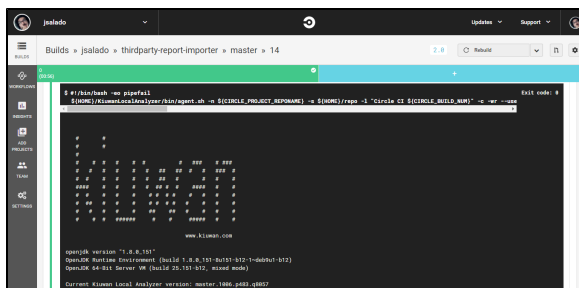 jsalado
Updates
Support
BUILDS
Builds » jsalado » thirdparty-report-importer » master » 14
2.0
Rebuild
WORKFLOWS
INSIGHTS
ADD PROJECTS
TEAM
SETTINGS
0
(00:56)
+
$ #!/bin/bash -eo pipefail
Exit code: 0
${HOME}/KiuwanLocalAnalyzer/bin/agent.sh -n ${CIRCLE_PROJECT_REPONAME} -s ${HOME}/repo -l "Circle CI ${CIRCLE_BUILD_NUM}" -c -wr --use
www.kiuwan.com
openjdk version "1.8.0_151"
OpenJDK Runtime Environment (build 1.8.0_151-8u151-b12-1~deb9u1-b12)
OpenJDK 64-Bit Server VM (build 25.151-b12, mixed mode)
Current Kiuwan Local Analyzer version: master.1006.p483.q8057